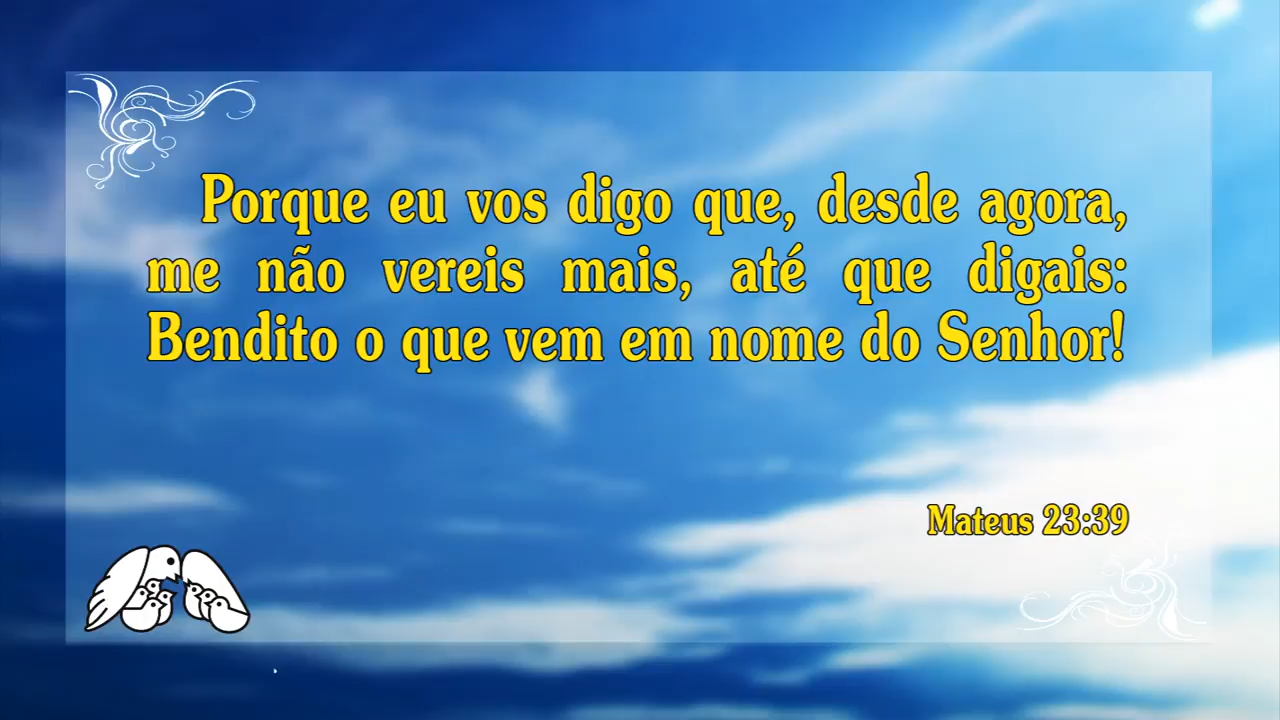 Porque eu vos digo que, desde agora,
me não vereis mais, até que digais:
Bendito o que vem em nome do Senhor!
Mateus 23:39